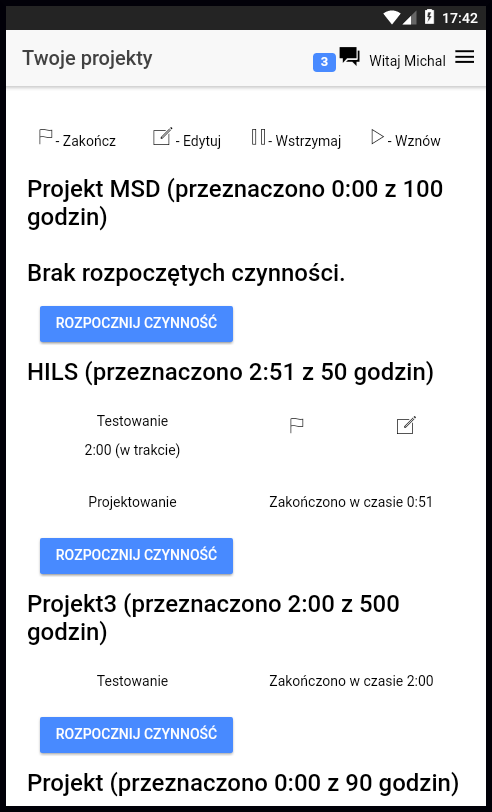 17:42
Twoje projekty
3
Witaj Michal
- Zakończ - Edytuj - Wstrzymaj - Wznów
Projekt MSD (przeznaczono 0:00 z 100
godzin)
Brak rozpoczętych czynności.
ROZPOCZNIJ CZYNNOŚĆ
HILS (przeznaczono 2:51 z 50 godzin)
Testowanie
2:00 (w trakcie)
Projektowanie Zakończono w czasie 0:51
ROZPOCZNIJ CZYNNOŚĆ
Projekt3 (przeznaczono 2:00 z 500
godzin)
Testowanie Zakończono w czasie 2:00
ROZPOCZNIJ CZYNNOŚĆ
Projekt (przeznaczono 0:00 z 90 godzin)